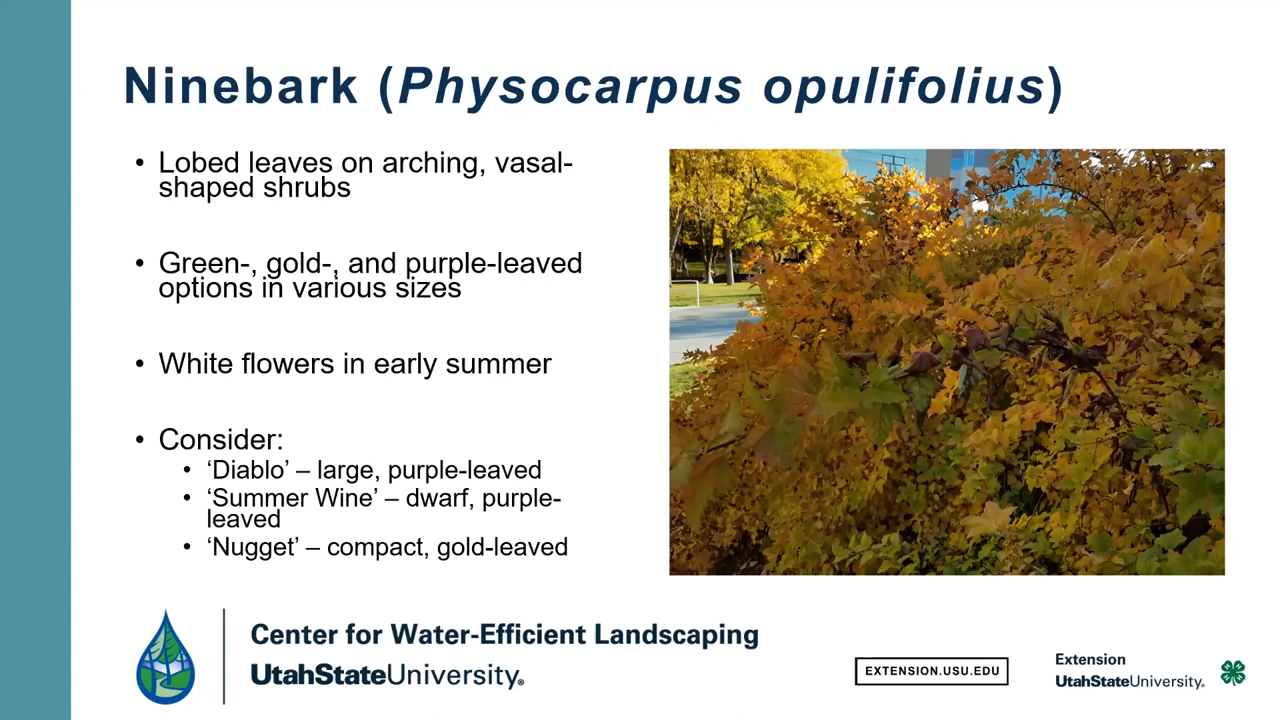 Ninebark (Physocarpus opulifolius)
• Lobed leaves on arching, vasal-
shaped shrubs
• Green-, gold-, and purple-leaved
options in various sizes
• White flowers in early summer
• Consider:
• ‘Diablo’ – large, purple-leaved
• ‘Summer Wine’ – dwarf, purple-
leaved
• ‘Nugget’ – compact, gold-leaved
Center for Water-Efficient Landscaping
UtahStateUniversity®
EXTENSION.USU.EDU
Extension
UtahStateUniversity®